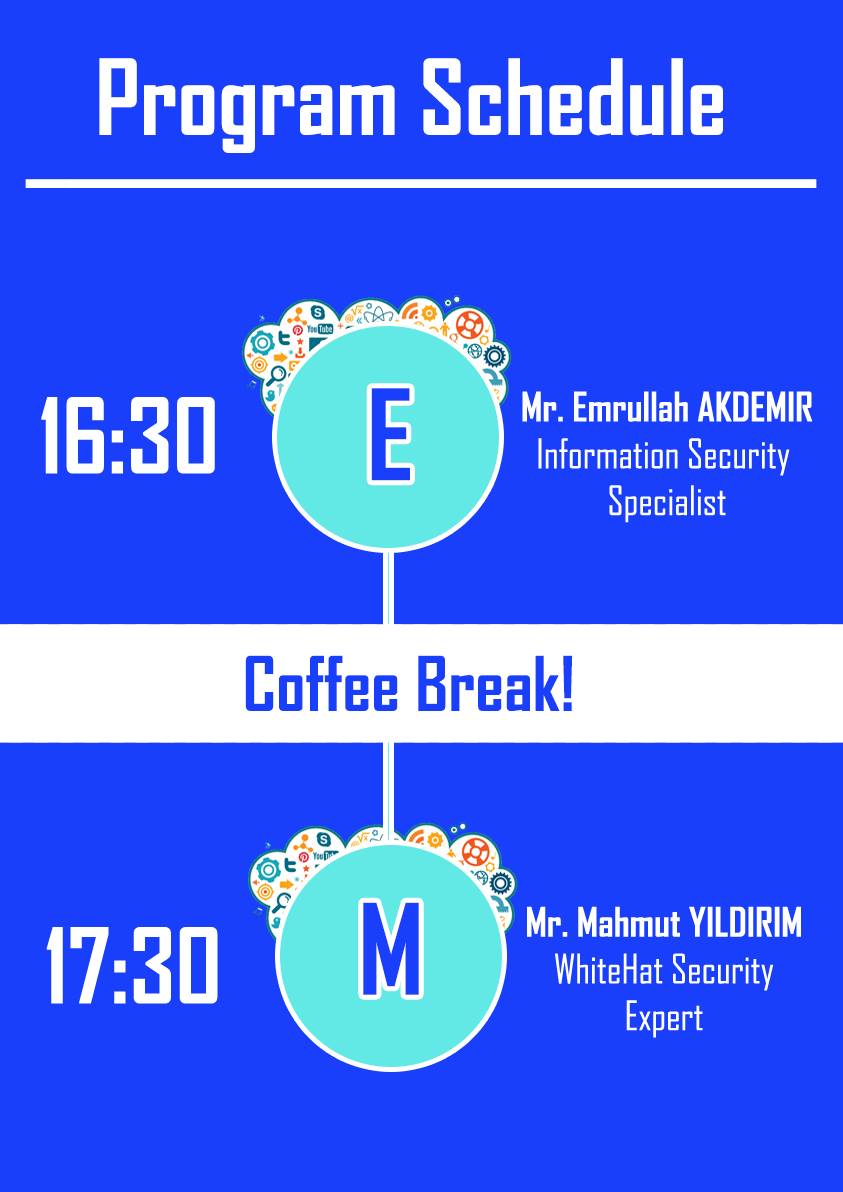 Program Schedule
16:30
E
Mr. Emrullah AKDEMIR
Information Security
Specialist
Coffee Break!
17:30
M
Mr. Mahmut YILDIRIM
WhiteHat Security
Expert